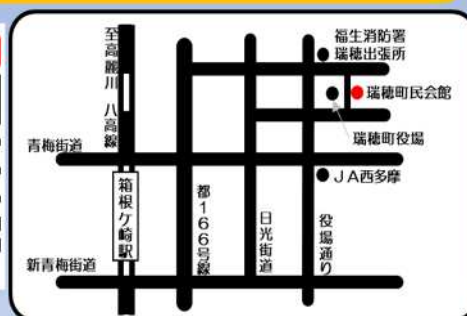 至高麗川
八高線
福生消防署
瑞穂出張所
瑞穂町民会館
瑞穂町役場
青梅街道
JA西多摩
箱根ケ崎駅
都166号線
日光街道
役場通り
新青梅街道